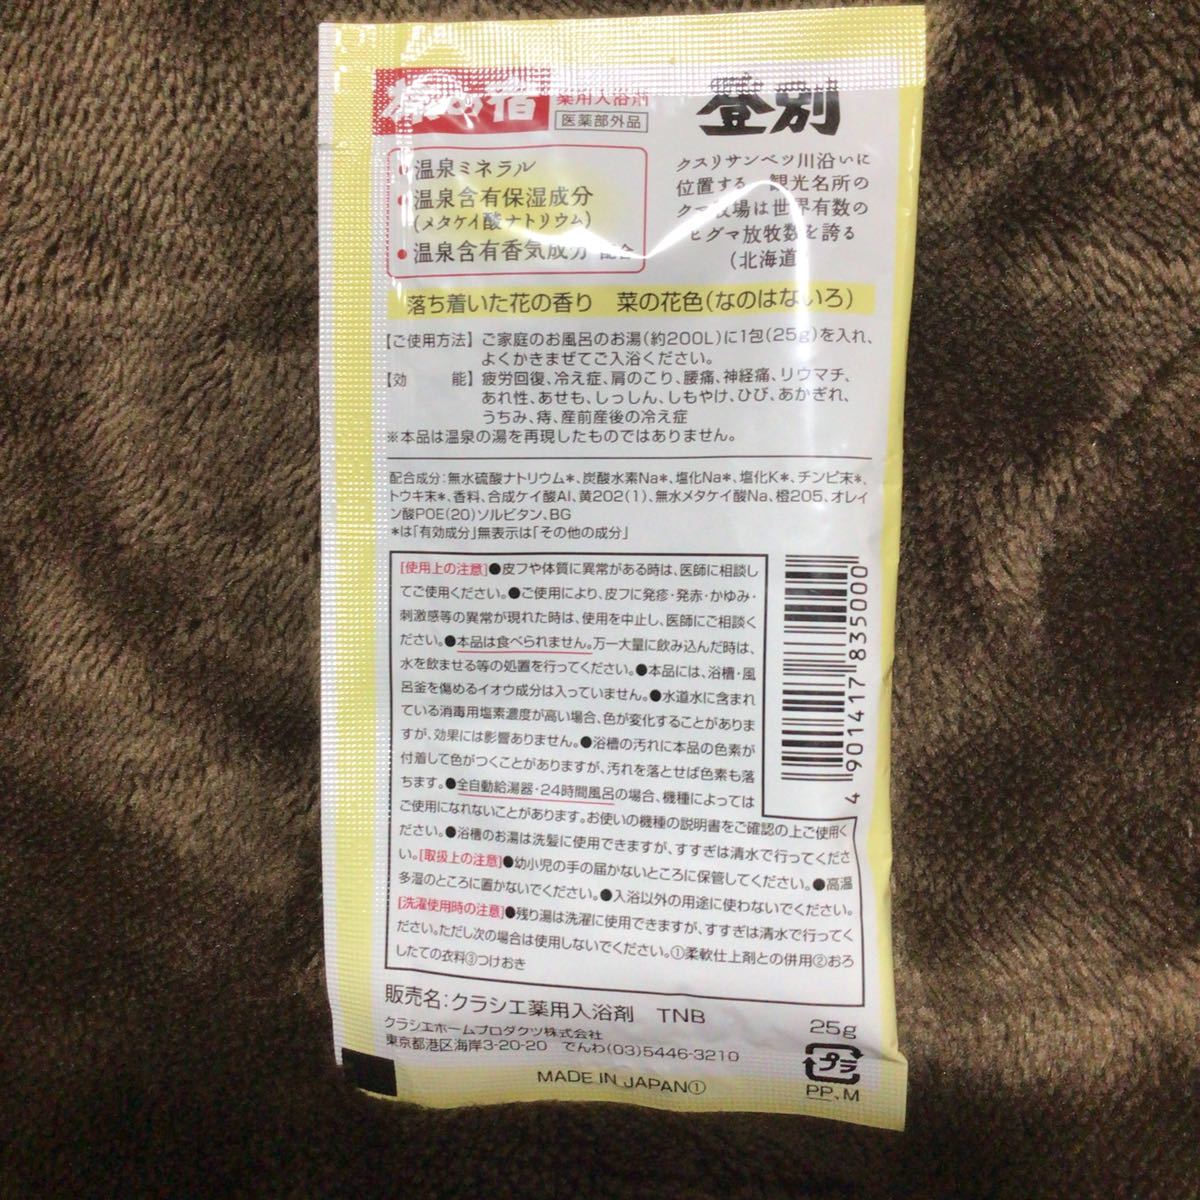 旅の宿
薬用入浴剤
医薬部外品
登別
・温泉ミネラル
・温泉含有保湿成分
(メタケイ酸ナトリウム)
・温泉含有香気成分 配合
クスリサンベツ川沿いに
位置する、観光名所の
クマ牧場は世界有数の
ヒグマ放牧数を誇る
(北海道)
落ち着いた花の香り 菜の花色(なのはないろ)
【ご使用方法】ご家庭のお風呂のお湯(約200L)に1包(25g)を入れ、
よくかきまぜてご入浴ください。
【効 能】疲労回復、冷え症、肩のこり、腰痛、神経痛、リウマチ、
あれ性、あせも、しっしん、しもやけ、ひび、あかぎれ、
うちみ、痔、産前産後の冷え症
※本品は温泉の湯を再現したものではありません。
配合成分:無水硫酸ナトリウム*、炭酸水素Na*、塩化Na*、塩化K*、チンピ末*、
トウキ末*、香料、合成ケイ酸Al、黄202(1)、無水メタケイ酸Na、橙205、オレイ
ン酸POE(20)ソルビタン、BG
*は「有効成分」無表示は「その他の成分」
[使用上の注意]●皮フや体質に異常がある時は、医師に相談し
てご使用ください。●ご使用により、皮フに発疹・発赤・かゆみ・
刺激感等の異常が現れた時は、使用を中止し、医師にご相談く
ださい。●本品は食べられません。万一大量に飲み込んだ時は、
水を飲ませる等の処置を行ってください。●本品には、浴槽・風
呂釜を傷めるイオウ成分は入っていません。●水道水に含まれ
ている消毒用塩素濃度が高い場合、色が変化することがありま
すが、効果には影響ありません。●浴槽の汚れに本品の色素が
付着して色がつくことがありますが、汚れを落とせば色素も落
ちます。●全自動給湯器・24時間風呂の場合、機種によっては
ご使用になれないことがあります。お使いの機種の説明書をご確認の上ご使用く
ださい。●浴槽のお湯は洗髪に使用できますが、すすぎは清水で行ってくださ
い。[取扱上の注意]●幼小児の手の届かないところに保管してください。●高温
多湿のところに置かないでください。●入浴以外の用途に使わないでください。
[洗濯使用時の注意]●残り湯は洗濯に使用できますが、すすぎは清水で行ってく
ださい。ただし次の場合は使用しないでください。①柔軟仕上剤との併用②おろ
したての衣料③つけおき
4 901417 835000
販売名:クラシエ薬用入浴剤 TNB
25g
クラシエホームプロダクツ株式会社
東京都港区海岸3-20-20 でんわ(03)5446-3210
プラ
PP、M
MADE IN JAPAN①